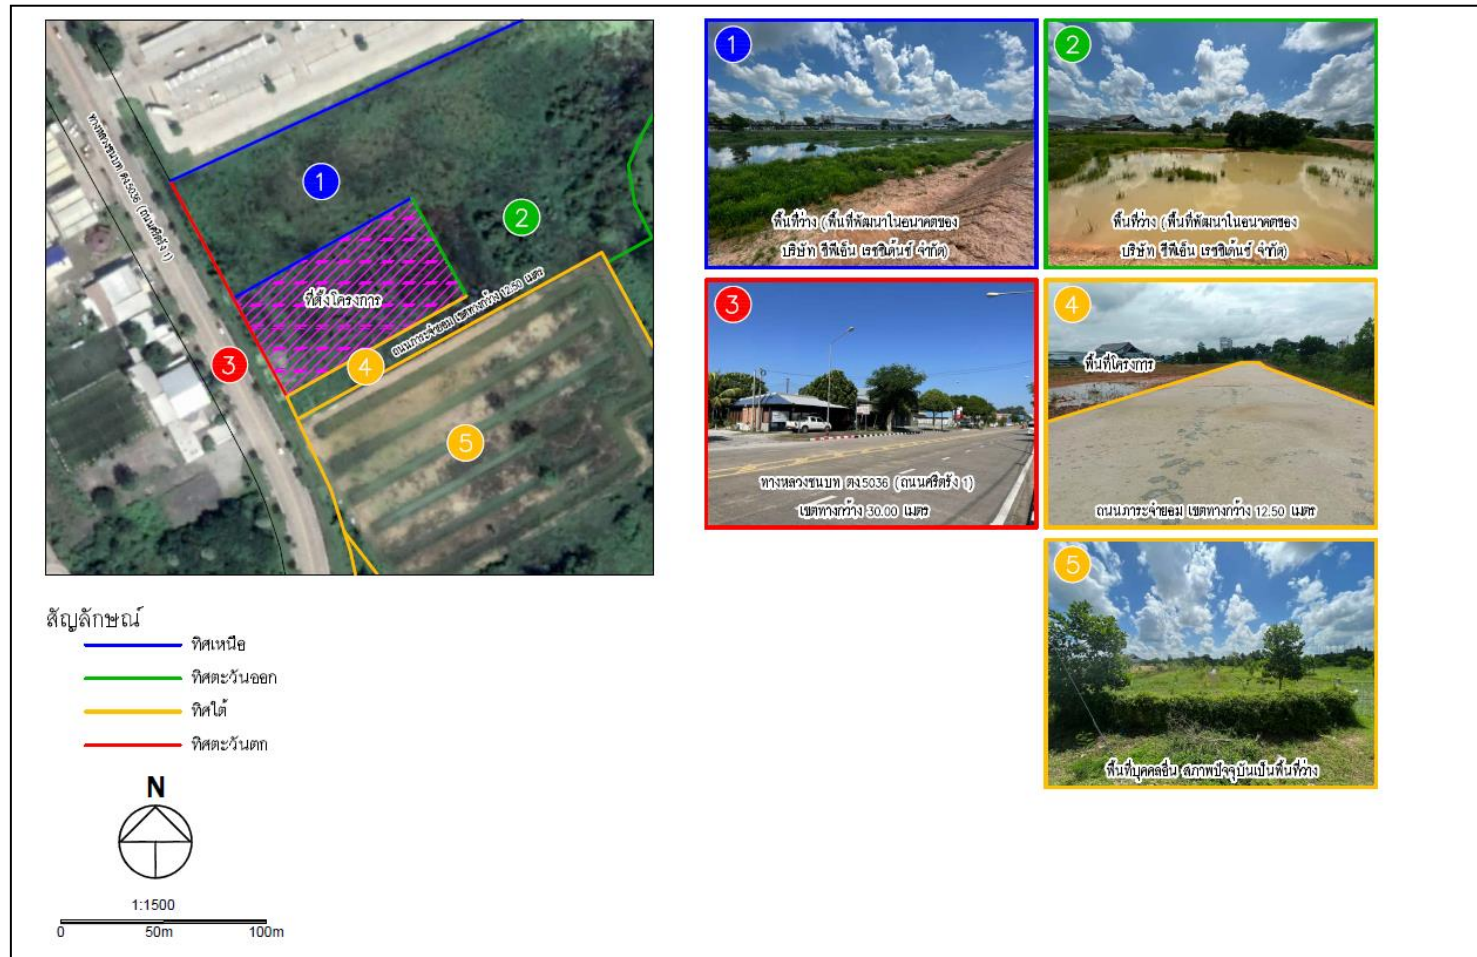 ทางหลวงชนบท ตง.5036 (ถนนศรีตรัง 1)
1
2
ที่ตั้งโครงการ
ถนนภาระจำยอม เขตทางกว้าง 12.50 เมตร
3
4
5
1
พื้นที่ว่าง (พื้นที่พัฒนาในอนาคตของ
บริษัท ซีพีเอ็น เรซซิเด้นซ์ จำกัด)
2
พื้นที่ว่าง (พื้นที่พัฒนาในอนาคตของ
บริษัท ซีพีเอ็น เรซซิเด้นซ์ จำกัด)
3
ทางหลวงชนบท ตง.5036 (ถนนศรีตรัง 1)
เขตทางกว้าง 30.00 เมตร
4
พื้นที่โครงการ
ถนนภาระจำยอม เขตทางกว้าง 12.50 เมตร
5
พื้นที่บุคคลอื่น สภาพปัจจุบันเป็นพื้นที่ว่าง
สัญลักษณ์
ทิศเหนือ
ทิศตะวันออก
ทิศใต้
ทิศตะวันตก
N
1:1500
0 50m 100m